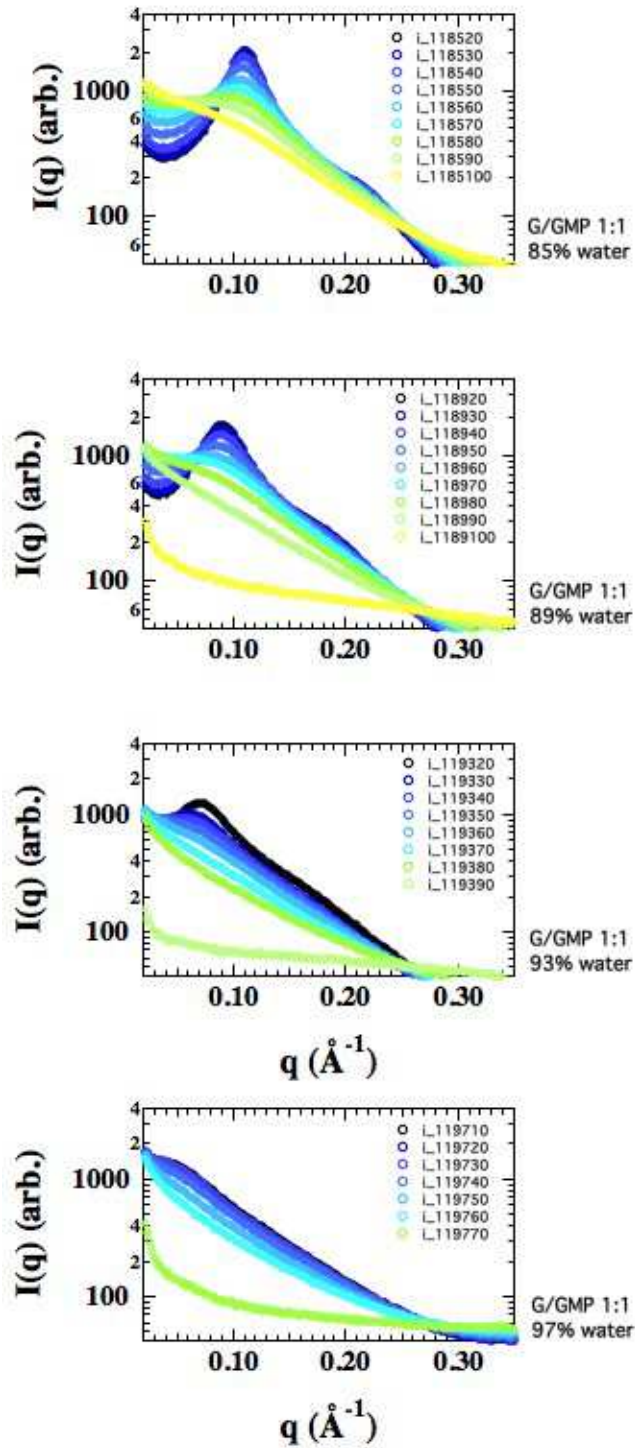 4
2
1000
6
4
2
100
6
I(q) (arb.)
i_118520
i_118530
i_118540
i_118550
i_118560
i_118570
i_118580
i_118590
i_1185100
0.10
0.20
0.30
G/GMP 1:1
85% water
4
2
1000
6
4
2
100
6
I(q) (arb.)
i_118920
i_118930
i_118940
i_118950
i_118960
i_118970
i_118980
i_118990
i_1189100
0.10
0.20
0.30
G/GMP 1:1
89% water
4
2
1000
6
4
2
100
6
I(q) (arb.)
i_119320
i_119330
i_119340
i_119350
i_119360
i_119370
i_119380
i_119390
0.10
0.20
0.30
G/GMP 1:1
93% water
q (Å⁻¹)
4
2
1000
6
4
2
100
6
I(q) (arb.)
i_119710
i_119720
i_119730
i_119740
i_119750
i_119760
i_119770
0.10
0.20
0.30
G/GMP 1:1
97% water
q (Å⁻¹)